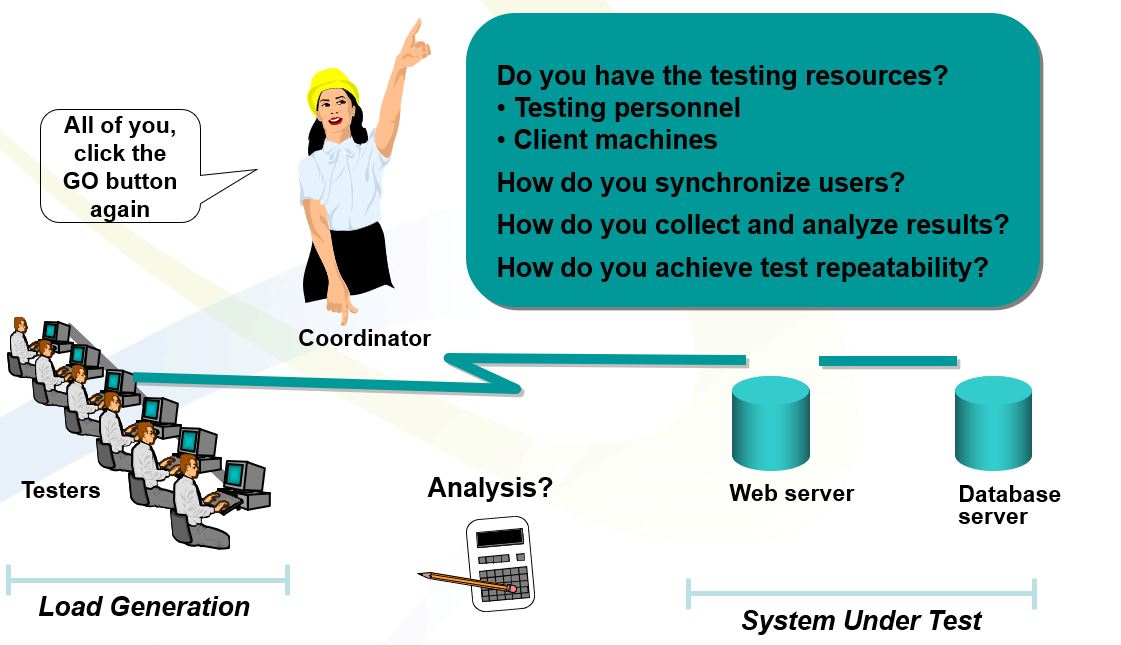 Do you have the testing resources?
• Testing personnel
• Client machines
How do you synchronize users?
How do you collect and analyze results?
How do you achieve test repeatability?
All of you,
click the
GO button
again
Coordinator
Testers
Analysis?
Web server
Database
server
Load Generation
System Under Test